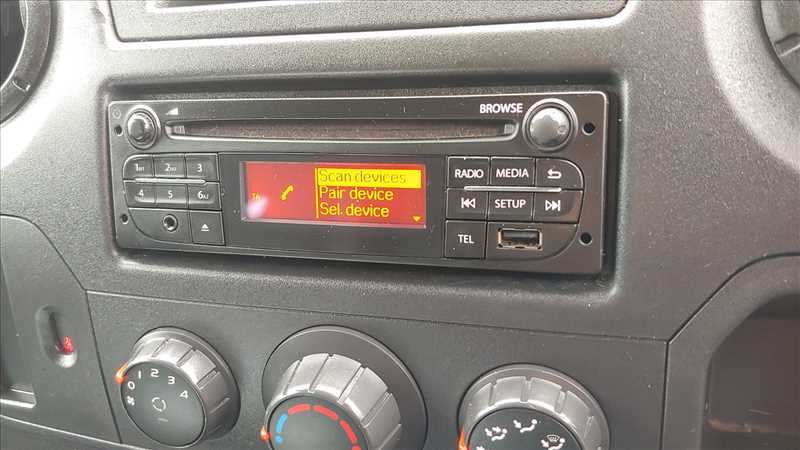 BROWSE
1 2 3
4 5 6
TA
Scan devices
Pair device
Sel. device
RADIO MEDIA
SETUP
TEL
0 1 2 3 4